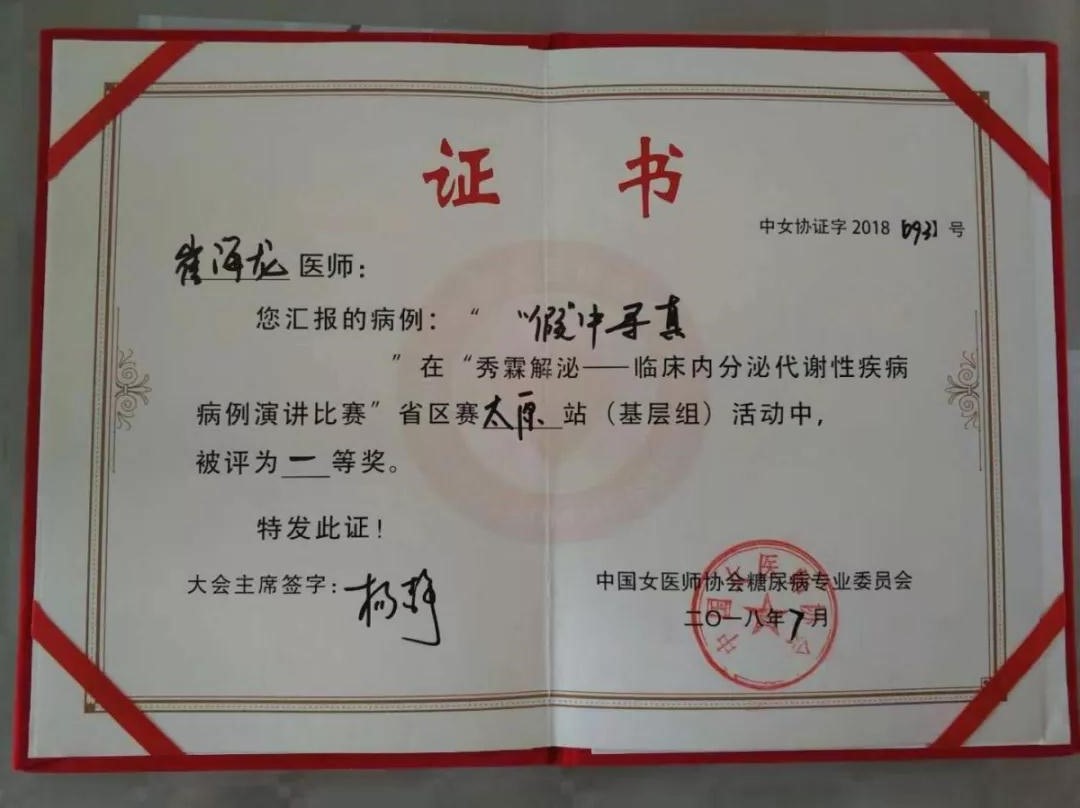 证 书
中女协证字 2018 【093】号
崔海龙 医师：
您汇报的病例：“ “假”中寻真
”在“秀霖解泌——临床内分泌代谢性疾病
病例演讲比赛”省区赛太原站（基层组）活动中，
被评为一等奖。
特发此证！
大会主席签字：
中国女医师协会糖尿病专业委员会
二〇一八年7月